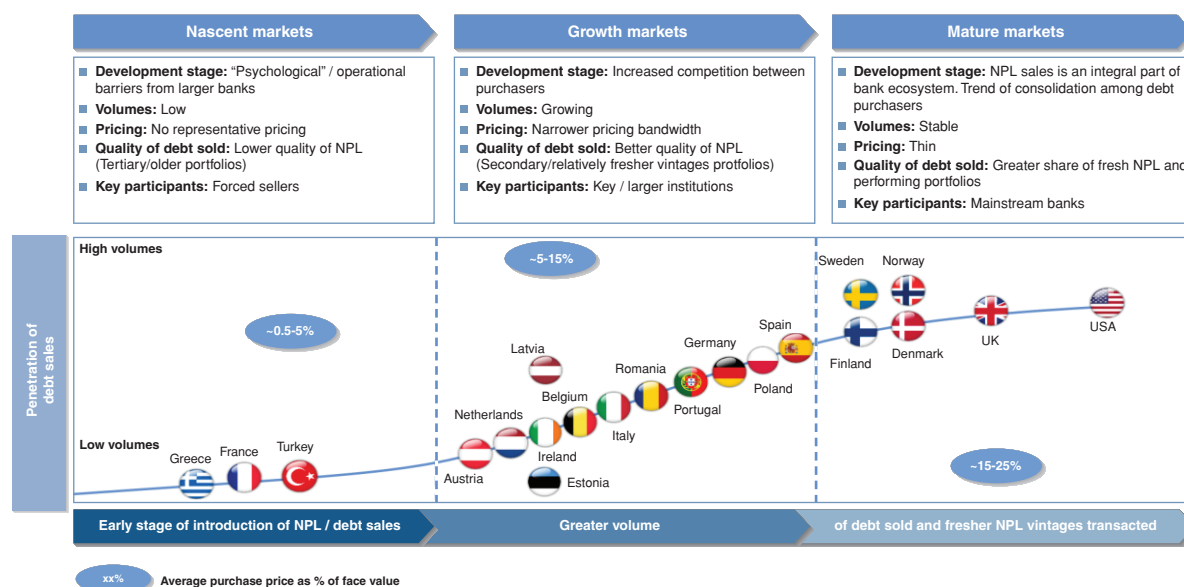 Nascent markets
Growth markets
Mature markets
Development stage: “Psychological” / operational
barriers from larger banks
Volumes: Low
Pricing: No representative pricing
Quality of debt sold: Lower quality of NPL
(Tertiary/older portfolios)
Key participants: Forced sellers
Development stage: Increased competition between
purchasers
Volumes: Growing
Pricing: Narrower pricing bandwidth
Quality of debt sold: Better quality of NPL
(Secondary/relatively fresher vintages protfolios)
Key participants: Key / larger institutions
Development stage: NPL sales is an integral part of
bank ecosystem. Trend of consolidation among debt
purchasers
Volumes: Stable
Pricing: Thin
Quality of debt sold: Greater share of fresh NPL and
performing portfolios
Key participants: Mainstream banks
Penetration of
debt sales
High volumes
Low volumes
~0.5-5%
~5-15%
~15-25%
Greece
France
Turkey
Austria
Netherlands
Ireland
Estonia
Latvia
Belgium
Italy
Romania
Portugal
Germany
Poland
Spain
Sweden
Finland
Norway
Denmark
UK
USA
Early stage of introduction of NPL / debt sales
Greater volume
of debt sold and fresher NPL vintages transacted
xx%
Average purchase price as % of face value